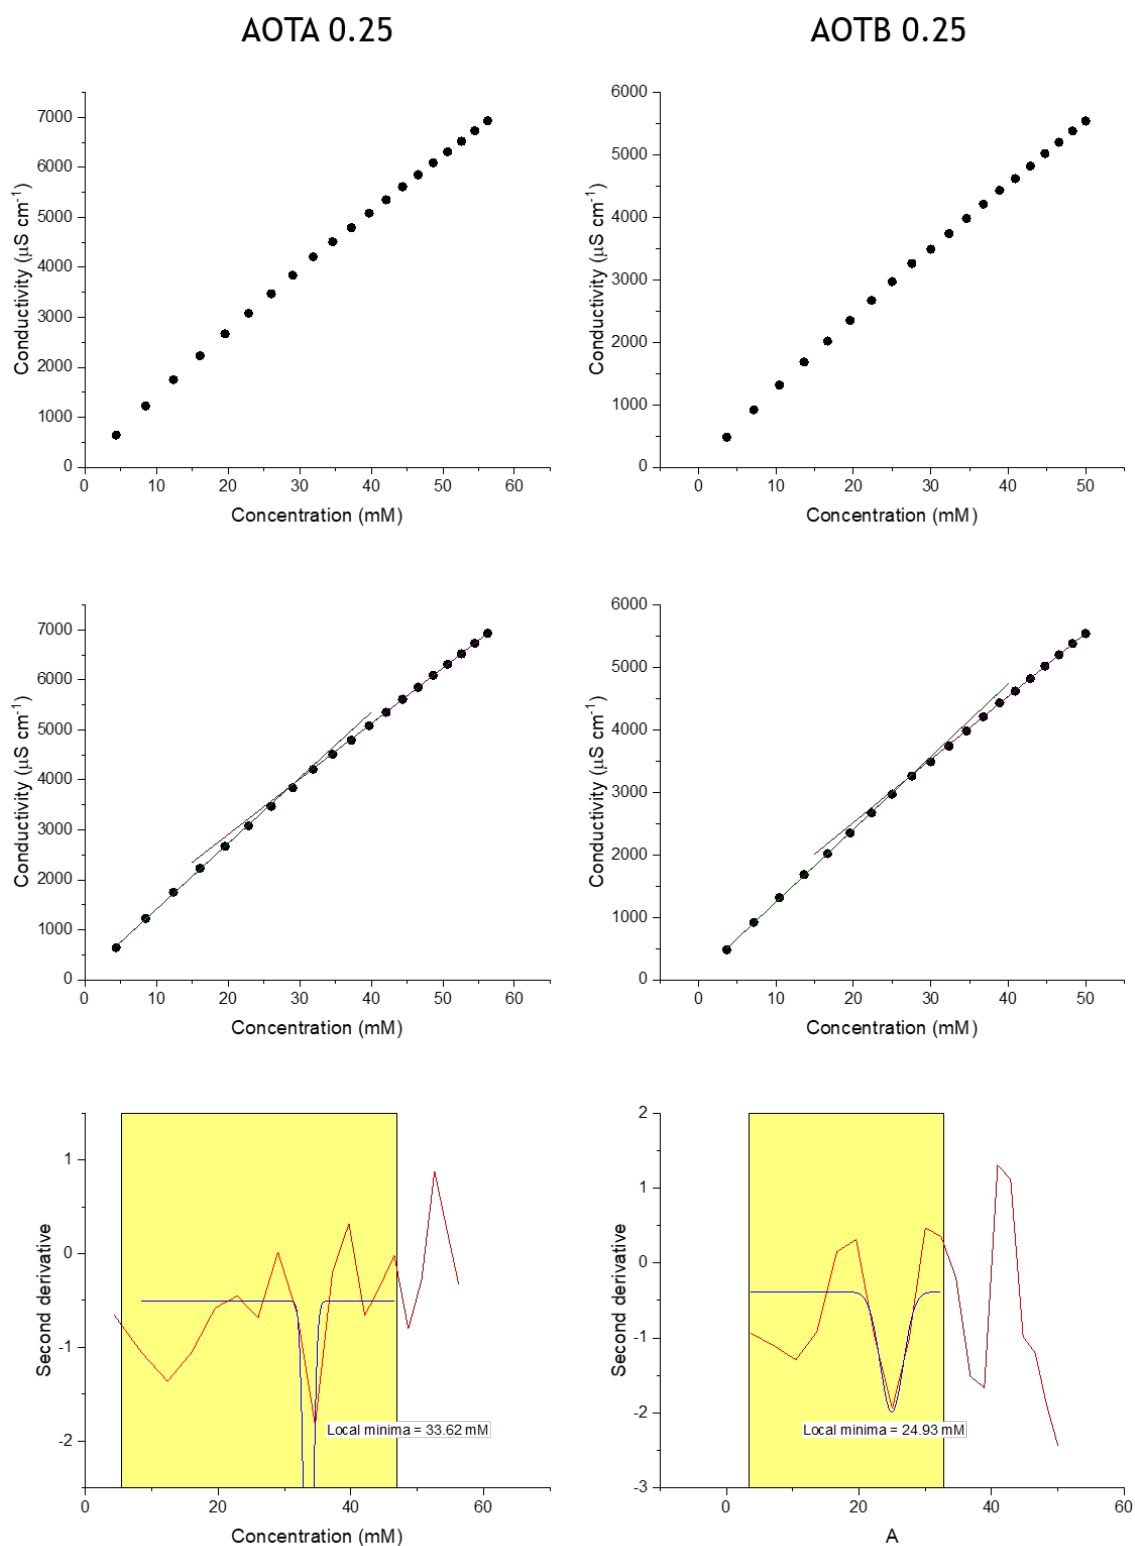 AOTA 0.25
AOTB 0.25
7000
6000
5000
4000
3000
2000
1000
0
Conductivity (μS cm⁻¹)
0 10 20 30 40 50 60
Concentration (mM)
6000
5000
4000
3000
2000
1000
0
Conductivity (μS cm⁻¹)
0 10 20 30 40 50
Concentration (mM)
7000
6000
5000
4000
3000
2000
1000
0
Conductivity (μS cm⁻¹)
0 10 20 30 40 50 60
Concentration (mM)
6000
5000
4000
3000
2000
1000
0
Conductivity (μS cm⁻¹)
0 10 20 30 40 50
Concentration (mM)
1
0
-1
-2
Second derivative
Local minima = 33.62 mM
0 20 40 60
Concentration (mM)
2
1
0
-1
-2
-3
Second derivative
Local minima = 24.93 mM
0 20 40 60
A